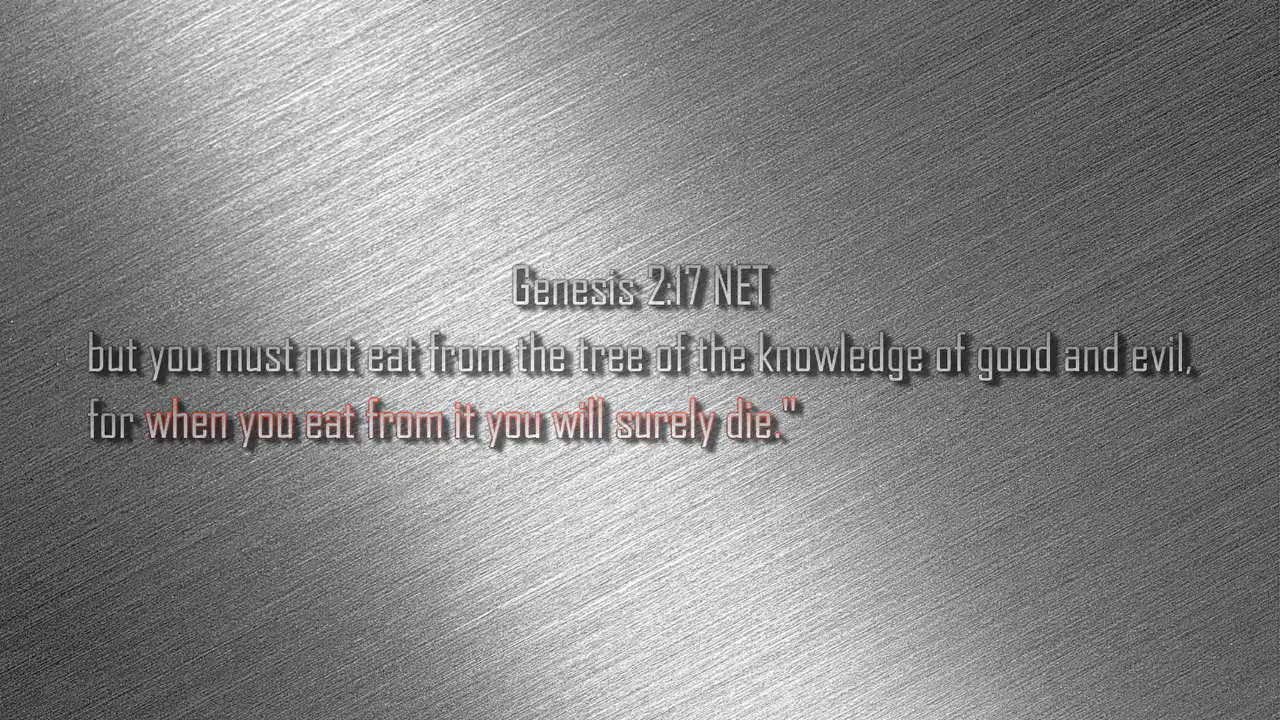 Genesis 2:17 NET
but you must not eat from the tree of the knowledge of good and evil,
for when you eat from it you will surely die."